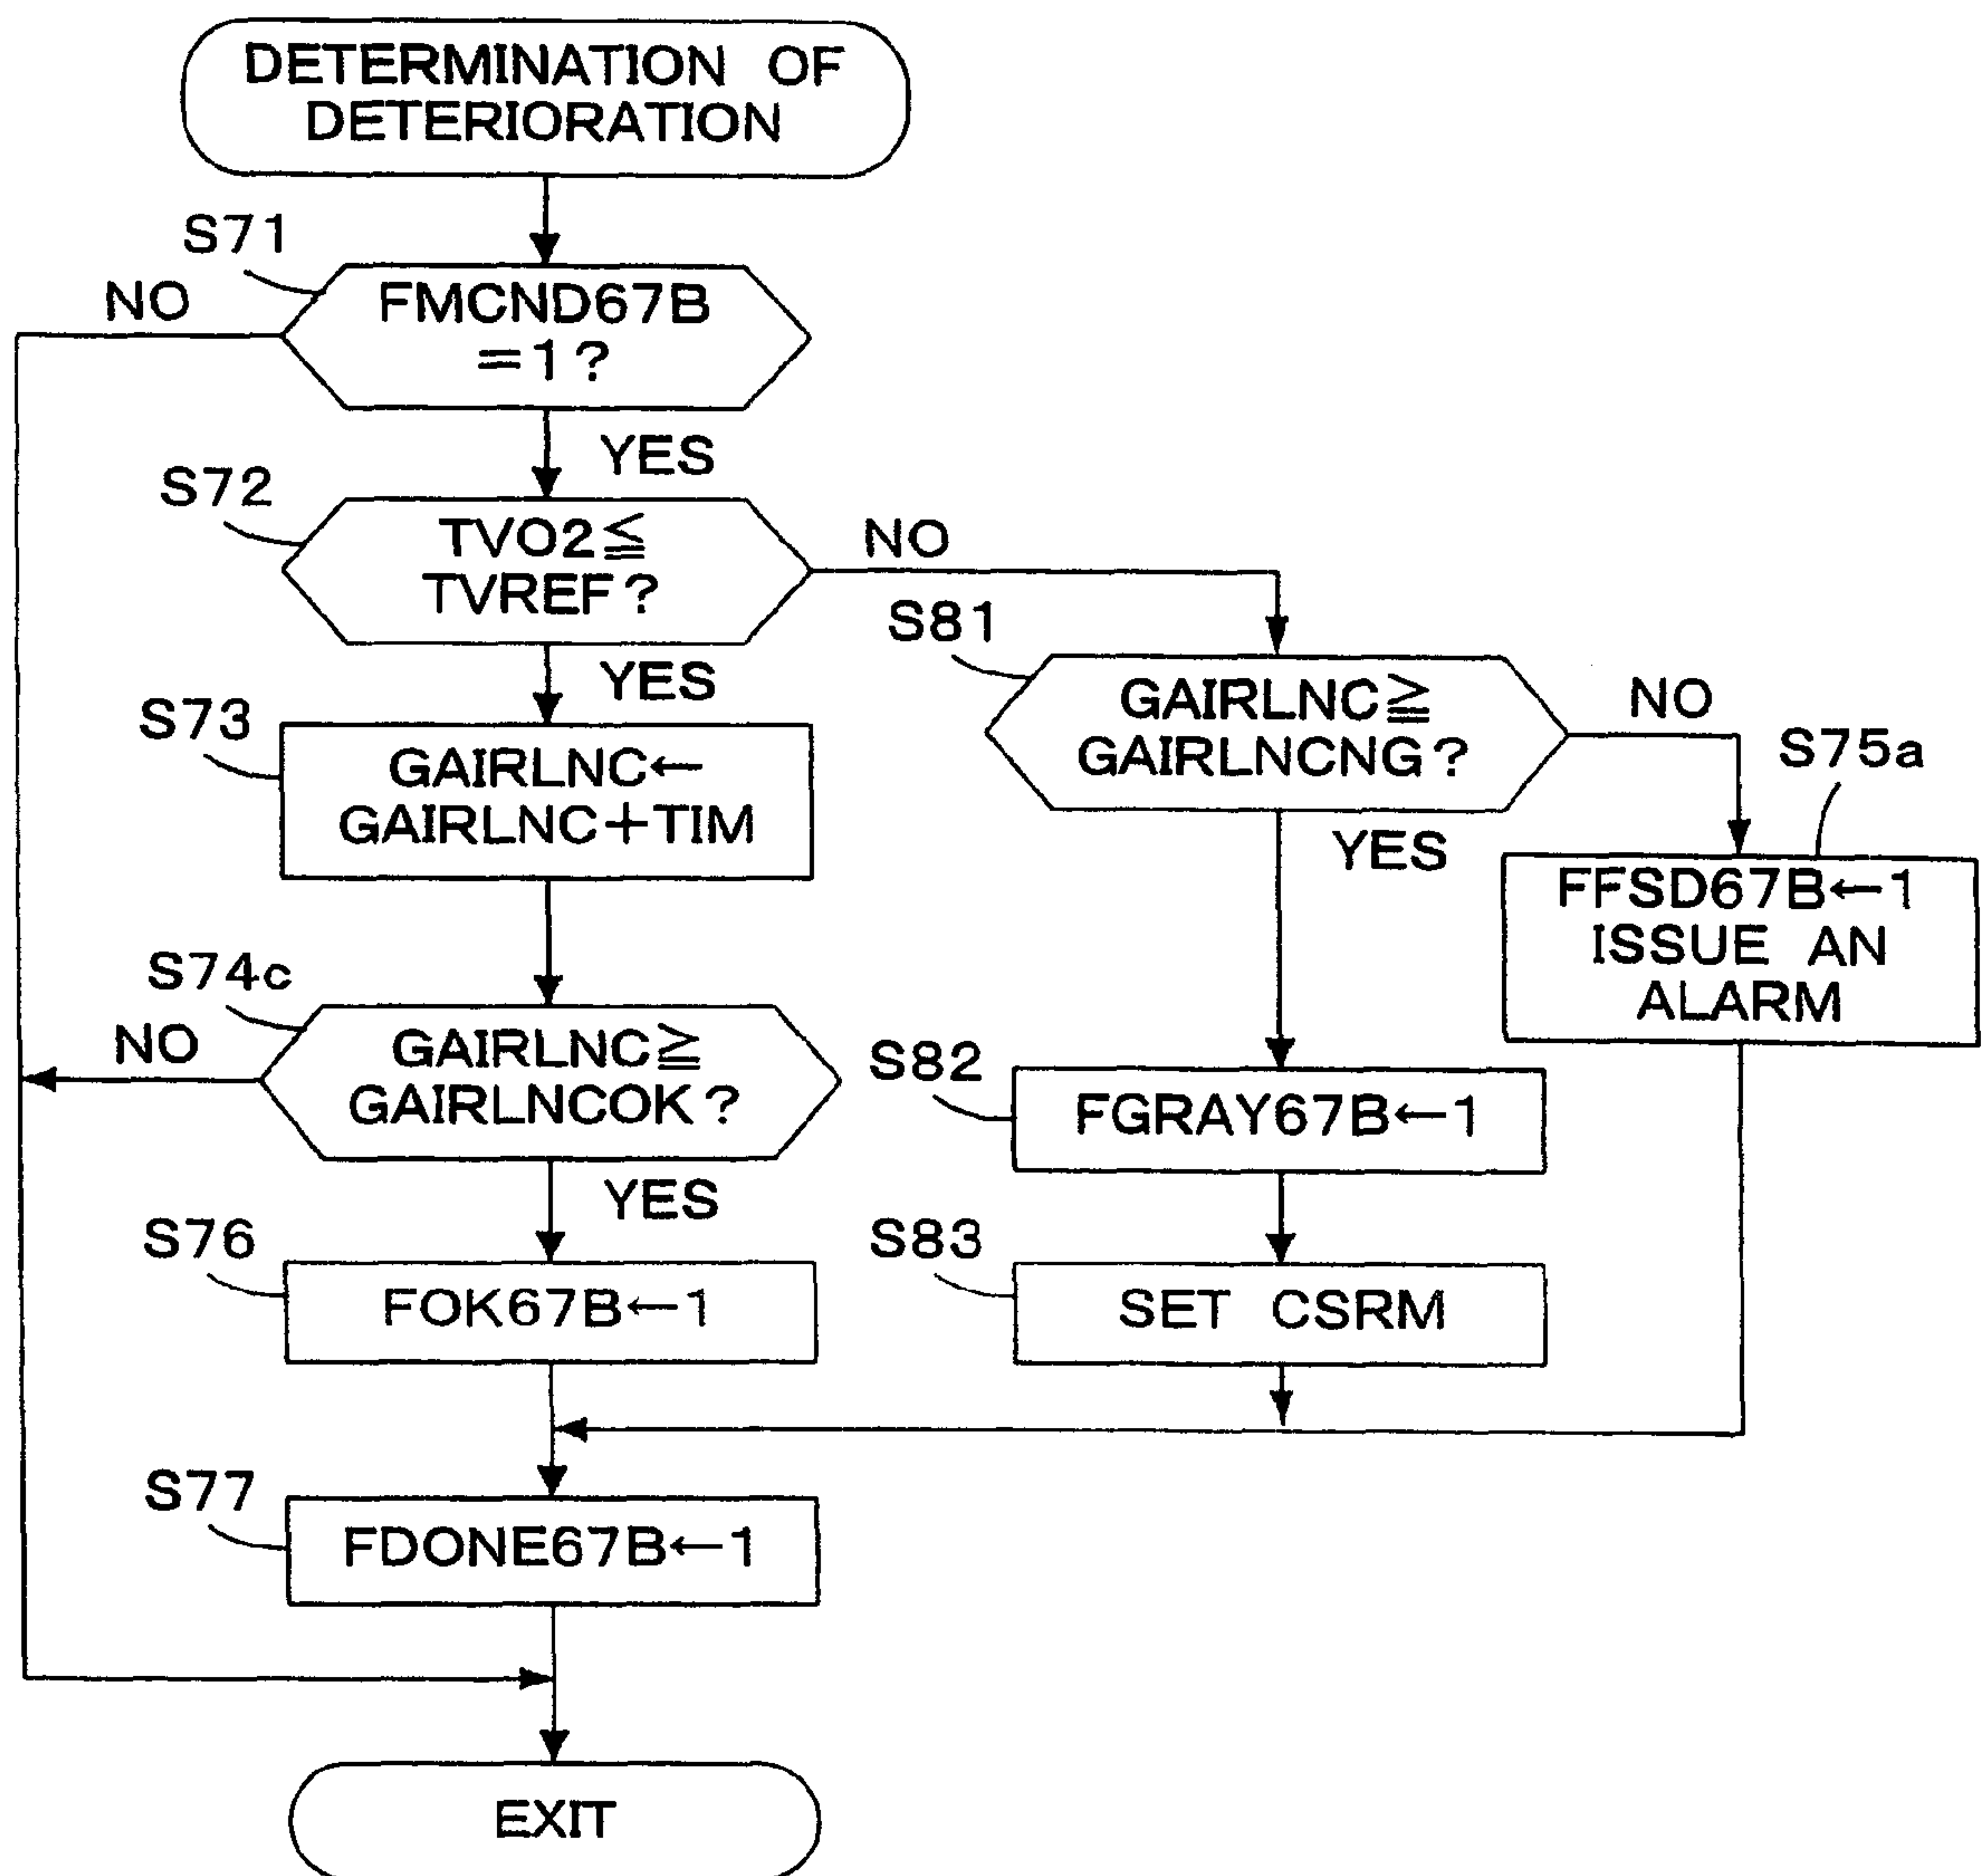 DETERMINATION OF
DETERIORATION
S71
NO
FMCND67B
=1?
YES
S72
TVO2≦
TVREF?
NO
YES
S73
GAIRLNC←
GAIRLNC+TIM
S81
GAIRLNC≧
GAIRLNCNG?
NO
YES
S75a
FFSD67B←1
ISSUE AN
ALARM
S74c
NO
GAIRLNC≧
GAIRLNCOK?
YES
S82
FGRAY67B←1
S76
FOK67B←1
S83
SET CSRM
S77
FDONE67B←1
EXIT